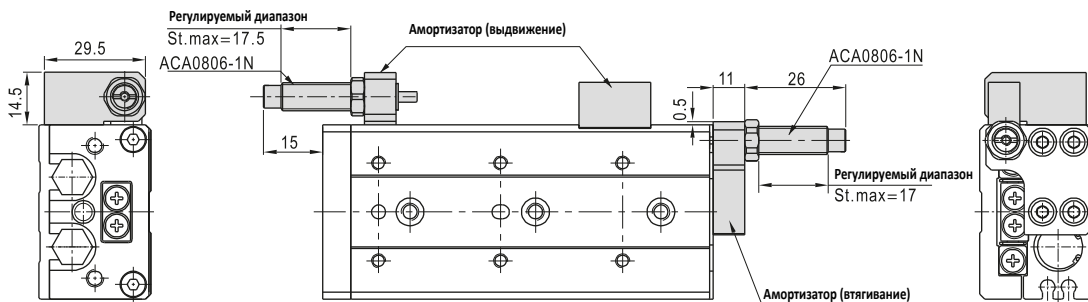 Регулируемый диапазон
St.max=17.5
ACA0806-1N
Амортизатор (выдвижение)
ACA0806-1N
29.5
14.5
15
11
26
0.5
Регулируемый диапазон
St.max=17
Амортизатор (втягивание)